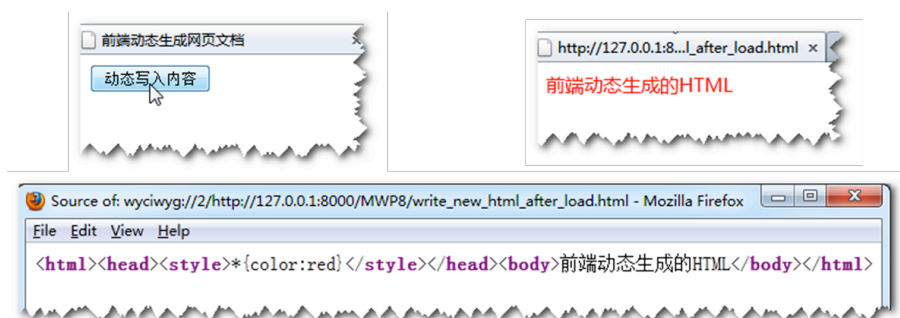 前端动态生成网页文档
动态写入内容
http://127.0.0.1:8...l_after_load.html
前端动态生成的HTML
Source of: wyciwyg://2/http://127.0.0.1:8000/MWP8/write_new_html_after_load.html - Mozilla Firefox
File Edit View Help
<html><head><style>*{color:red}</style></head><body>前端动态生成的HTML</body></html>